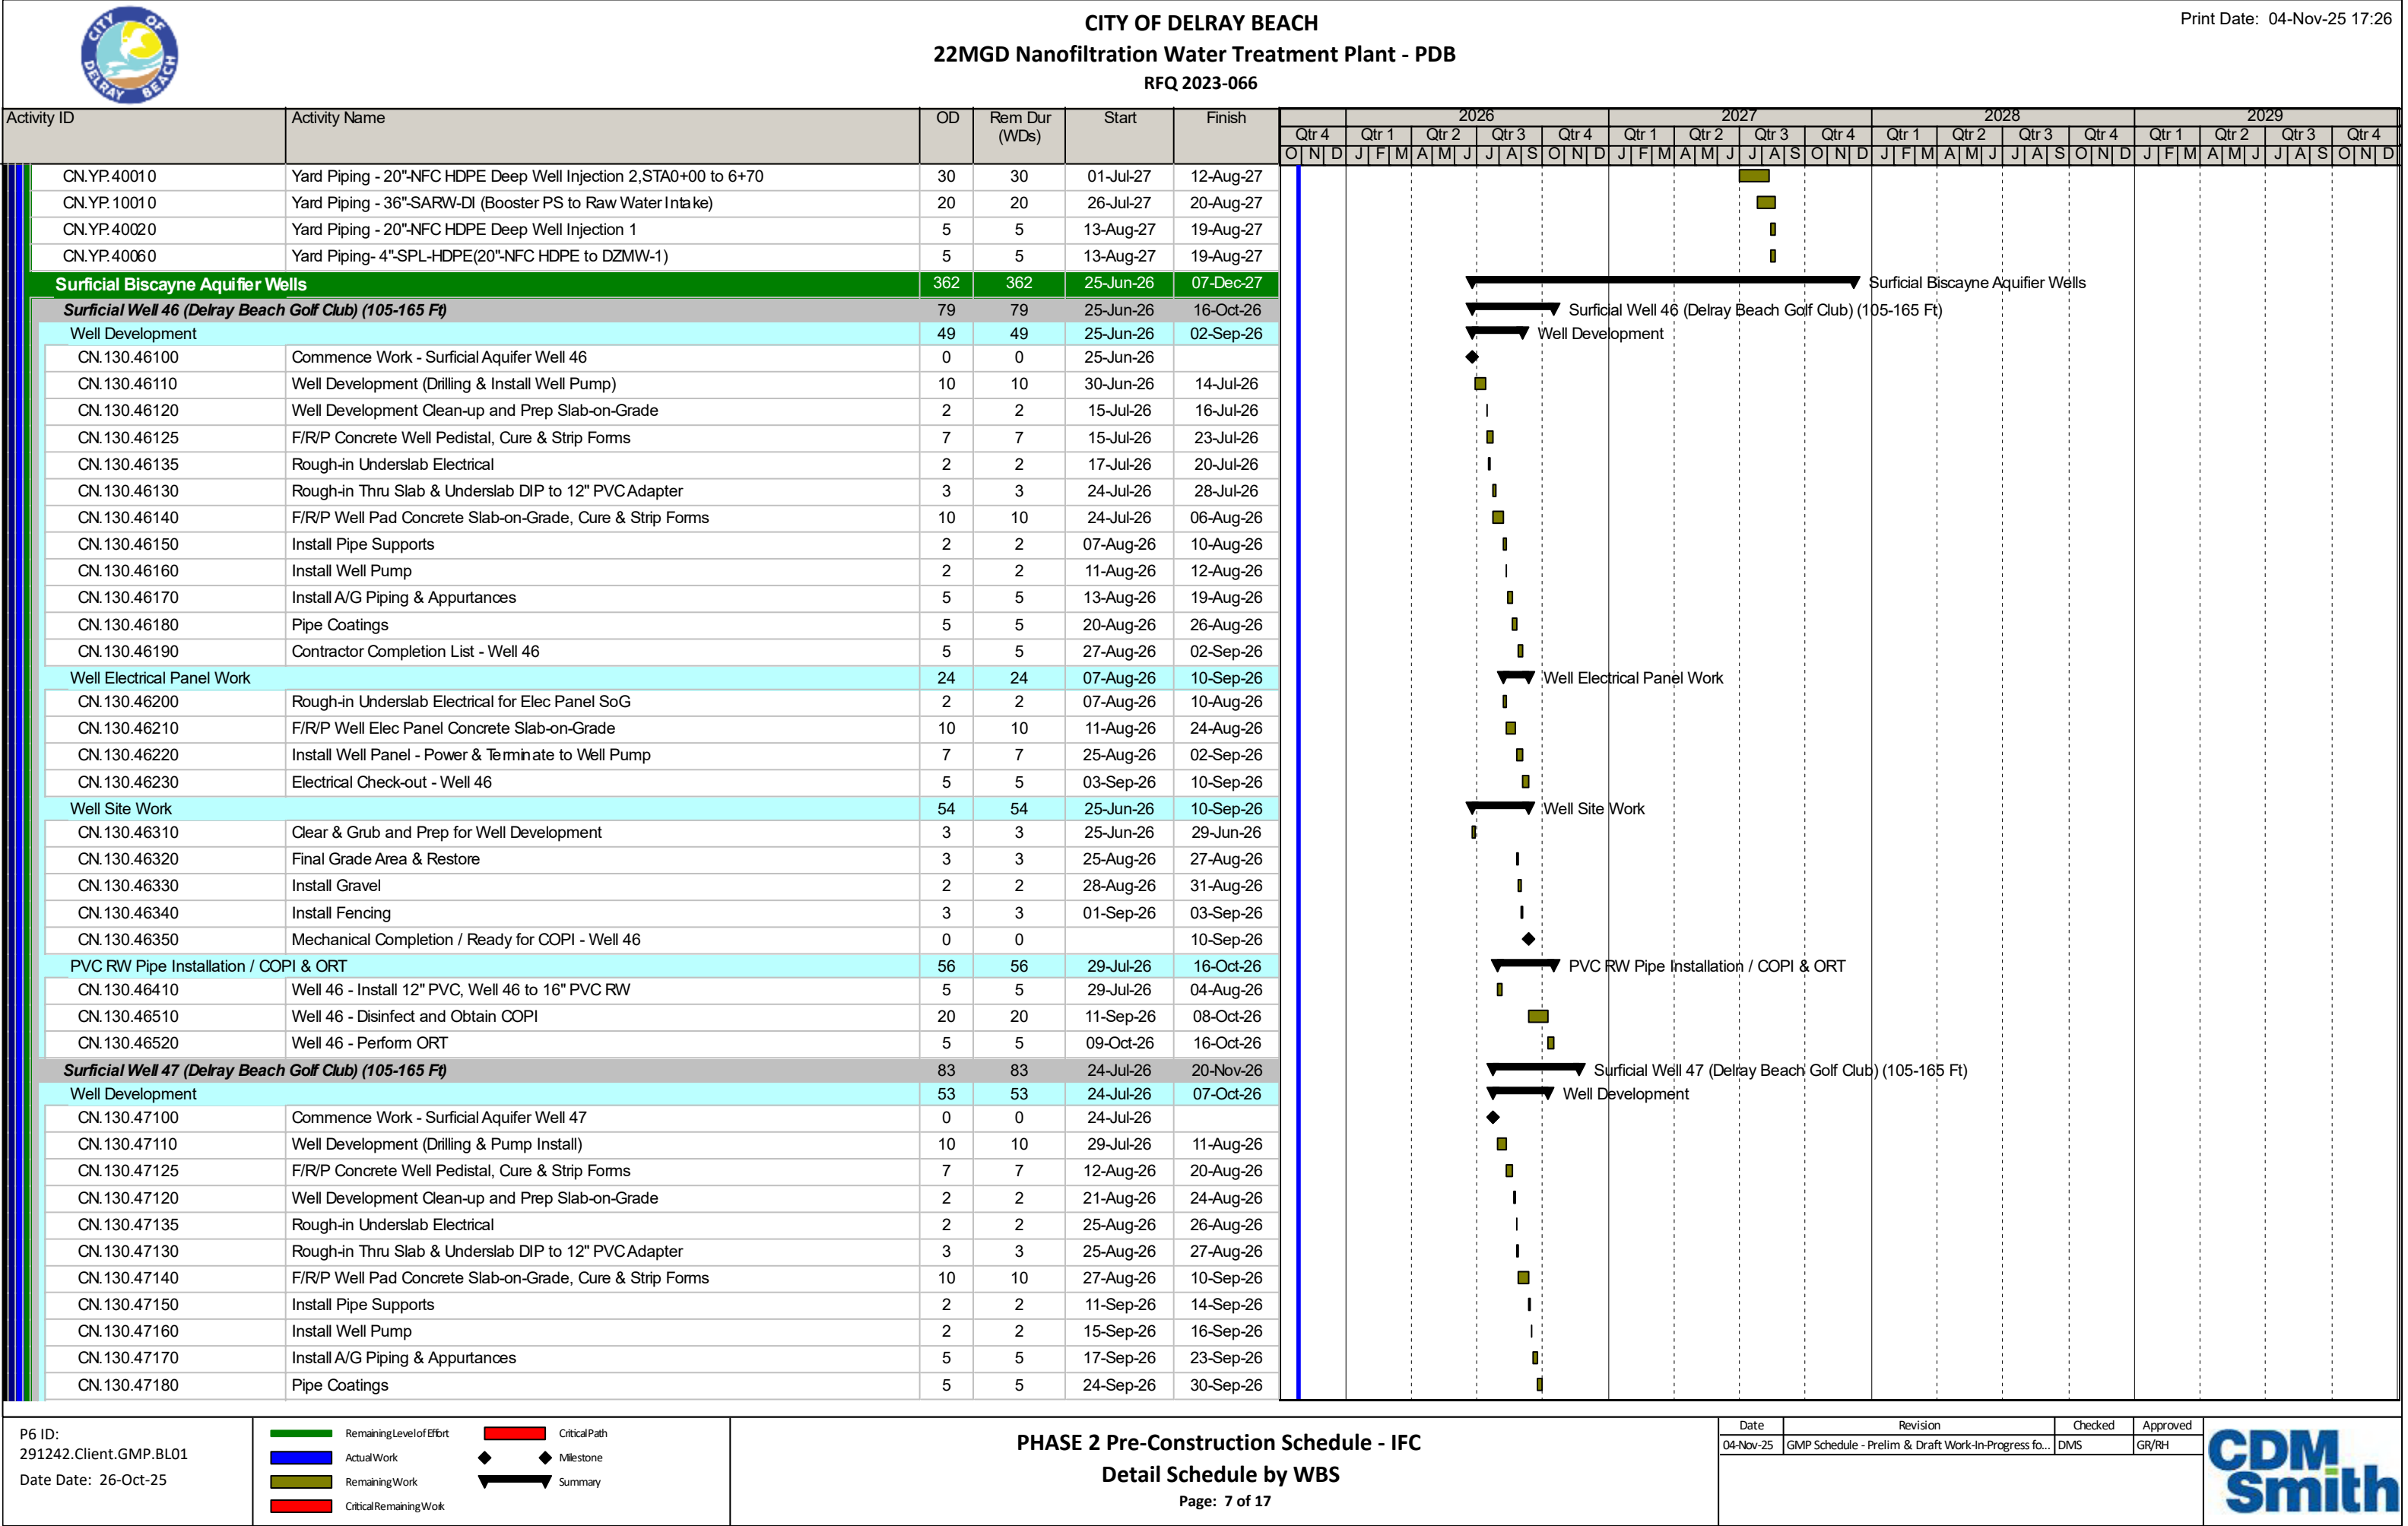 CITY OF DELRAY BEACH
CITY OF DELRAY BEACH
22MGD Nanofiltration Water Treatment Plant - PDB
RFQ 2023-066
Print Date: 04-Nov-25 17:26
Activity ID Activity Name OD Rem Dur (WDs) Start Finish
2026 2027 2028 2029
Qtr 4 Qtr 1 Qtr 2 Qtr 3 Qtr 4 Qtr 1 Qtr 2 Qtr 3 Qtr 4 Qtr 1 Qtr 2 Qtr 3 Qtr 4 Qtr 1 Qtr 2 Qtr 3 Qtr 4
O N D J F M A M J J A S O N D J F M A M J J A S O N D J F M A M J J A S O N D J F M A M J J A S O N D
CN.YP.40010 Yard Piping - 20"-NFC HDPE Deep Well Injection 2,STA0+00 to 6+70 30 30 01-Jul-27 12-Aug-27
CN.YP.10010 Yard Piping - 36"-SARW-DI (Booster PS to Raw Water Intake) 20 20 26-Jul-27 20-Aug-27
CN.YP.40020 Yard Piping - 20"-NFC HDPE Deep Well Injection 1 5 5 13-Aug-27 19-Aug-27
CN.YP.40060 Yard Piping- 4"-SPL-HDPE(20"-NFC HDPE to DZMW-1) 5 5 13-Aug-27 19-Aug-27
Surficial Biscayne Aquifier Wells 362 362 25-Jun-26 07-Dec-27 Surficial Biscayne Aquifier Wells
Surficial Well 46 (Delray Beach Golf Club) (105-165 Ft) 79 79 25-Jun-26 16-Oct-26 Surficial Well 46 (Delray Beach Golf Club) (105-165 Ft)
Well Development 49 49 25-Jun-26 02-Sep-26 Well Development
CN.130.46100 Commence Work - Surficial Aquifer Well 46 0 0 25-Jun-26
CN.130.46110 Well Development (Drilling & Install Well Pump) 10 10 30-Jun-26 14-Jul-26
CN.130.46120 Well Development Clean-up and Prep Slab-on-Grade 2 2 15-Jul-26 16-Jul-26
CN.130.46125 F/R/P Concrete Well Pedistal, Cure & Strip Forms 7 7 15-Jul-26 23-Jul-26
CN.130.46135 Rough-in Underslab Electrical 2 2 17-Jul-26 20-Jul-26
CN.130.46130 Rough-in Thru Slab & Underslab DIP to 12" PVC Adapter 3 3 24-Jul-26 28-Jul-26
CN.130.46140 F/R/P Well Pad Concrete Slab-on-Grade, Cure & Strip Forms 10 10 24-Jul-26 06-Aug-26
CN.130.46150 Install Pipe Supports 2 2 07-Aug-26 10-Aug-26
CN.130.46160 Install Well Pump 2 2 11-Aug-26 12-Aug-26
CN.130.46170 Install A/G Piping & Appurtances 5 5 13-Aug-26 19-Aug-26
CN.130.46180 Pipe Coatings 5 5 20-Aug-26 26-Aug-26
CN.130.46190 Contractor Completion List - Well 46 5 5 27-Aug-26 02-Sep-26
Well Electrical Panel Work 24 24 07-Aug-26 10-Sep-26 Well Electrical Panel Work
CN.130.46200 Rough-in Underslab Electrical for Elec Panel SoG 2 2 07-Aug-26 10-Aug-26
CN.130.46210 F/R/P Well Elec Panel Concrete Slab-on-Grade 10 10 11-Aug-26 24-Aug-26
CN.130.46220 Install Well Panel - Power & Terminate to Well Pump 7 7 25-Aug-26 02-Sep-26
CN.130.46230 Electrical Check-out - Well 46 5 5 03-Sep-26 10-Sep-26
Well Site Work 54 54 25-Jun-26 10-Sep-26 Well Site Work
CN.130.46310 Clear & Grub and Prep for Well Development 3 3 25-Jun-26 29-Jun-26
CN.130.46320 Final Grade Area & Restore 3 3 25-Aug-26 27-Aug-26
CN.130.46330 Install Gravel 2 2 28-Aug-26 31-Aug-26
CN.130.46340 Install Fencing 3 3 01-Sep-26 03-Sep-26
CN.130.46350 Mechanical Completion / Ready for COPI - Well 46 0 0 10-Sep-26
PVC RW Pipe Installation / COPI & ORT 56 56 29-Jul-26 16-Oct-26 PVC RW Pipe Installation / COPI & ORT
CN.130.46410 Well 46 - Install 12" PVC, Well 46 to 16" PVC RW 5 5 29-Jul-26 04-Aug-26
CN.130.46510 Well 46 - Disinfect and Obtain COPI 20 20 11-Sep-26 08-Oct-26
CN.130.46520 Well 46 - Perform ORT 5 5 09-Oct-26 16-Oct-26
Surficial Well 47 (Delray Beach Golf Club) (105-165 Ft) 83 83 24-Jul-26 20-Nov-26 Surficial Well 47 (Delray Beach Golf Club) (105-165 Ft)
Well Development 53 53 24-Jul-26 07-Oct-26 Well Development
CN.130.47100 Commence Work - Surficial Aquifer Well 47 0 0 24-Jul-26
CN.130.47110 Well Development (Drilling & Pump Install) 10 10 29-Jul-26 11-Aug-26
CN.130.47125 F/R/P Concrete Well Pedistal, Cure & Strip Forms 7 7 12-Aug-26 20-Aug-26
CN.130.47120 Well Development Clean-up and Prep Slab-on-Grade 2 2 21-Aug-26 24-Aug-26
CN.130.47135 Rough-in Underslab Electrical 2 2 25-Aug-26 26-Aug-26
CN.130.47130 Rough-in Thru Slab & Underslab DIP to 12" PVC Adapter 3 3 25-Aug-26 27-Aug-26
CN.130.47140 F/R/P Well Pad Concrete Slab-on-Grade, Cure & Strip Forms 10 10 27-Aug-26 10-Sep-26
CN.130.47150 Install Pipe Supports 2 2 11-Sep-26 14-Sep-26
CN.130.47160 Install Well Pump 2 2 15-Sep-26 16-Sep-26
CN.130.47170 Install A/G Piping & Appurtances 5 5 17-Sep-26 23-Sep-26
CN.130.47180 Pipe Coatings 5 5 24-Sep-26 30-Sep-26
P6 ID:
291242.Client.GMP.BL01
Date Date: 26-Oct-25
Remaining Level of Effort Critical Path
Actual Work Milestone
Remaining Work Summary
Critical Remaining Work
PHASE 2 Pre-Construction Schedule - IFC
Detail Schedule by WBS
Page: 7 of 17
Date Revision Checked Approved
04-Nov-25 GMP Schedule - Prelim & Draft Work-In-Progress fo... DMS GR/RH
CDM
Smith